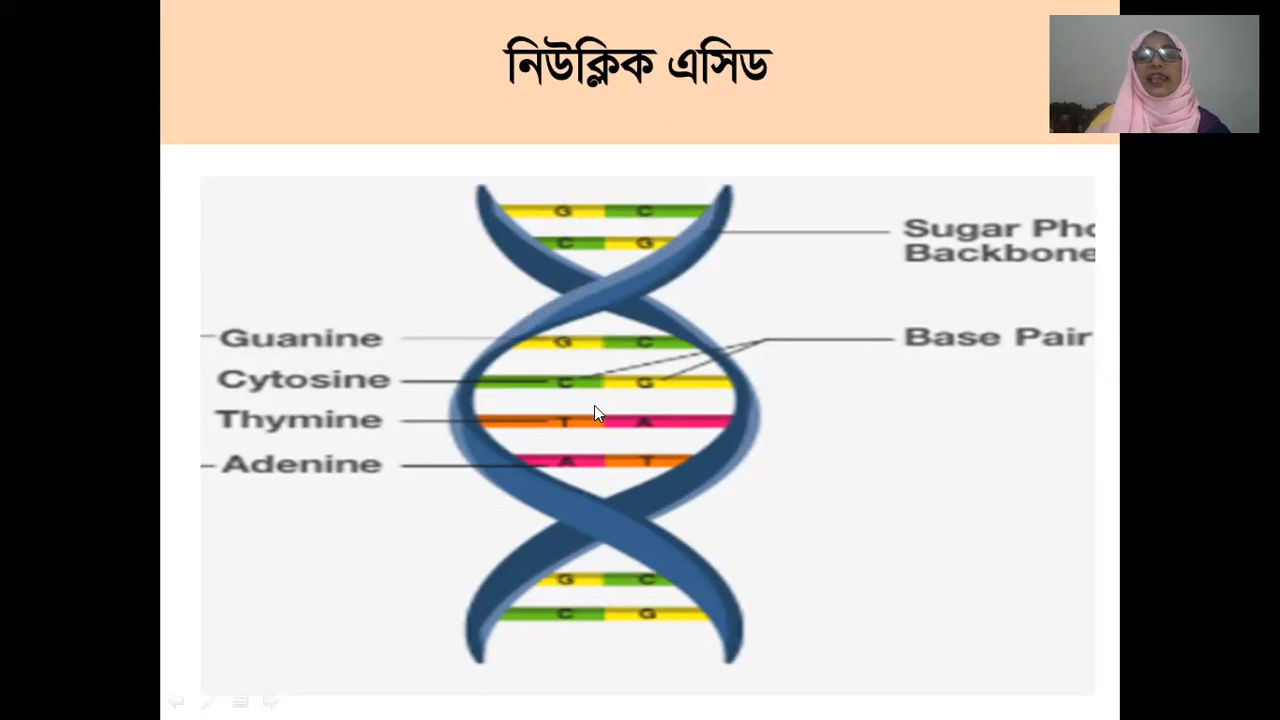 নিউক্লিক এসিড
G C
C G
Sugar Pho
Backbone
Guanine
G C
Base Pair
Cytosine
C G
Thymine
T A
Adenine
A T
G C
C G